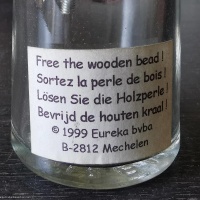 Free the wooden bead !
Sortez la perle de bois !
Lösen Sie die Holzperle !
Bevrijd de houten kraal !
© 1999 Eureka bvba
B-2812 Mechelen